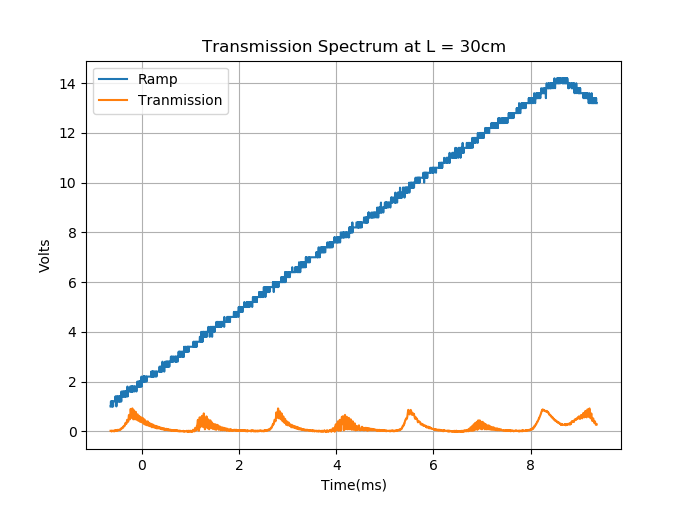 Transmission Spectrum at L = 30cm
Ramp
Tranmission
Volts
14
12
10
8
6
4
2
0
0 2 4 6 8
Time(ms)